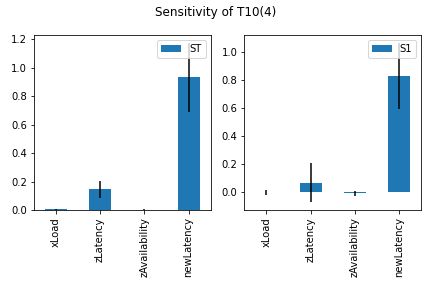 Sensitivity of T10(4)
1.2
1.0
0.8
0.6
0.4
0.2
0.0
ST
xLoad
zLatency
zAvailability
newLatency
1.0
0.8
0.6
0.4
0.2
0.0
S1
xLoad
zLatency
zAvailability
newLatency